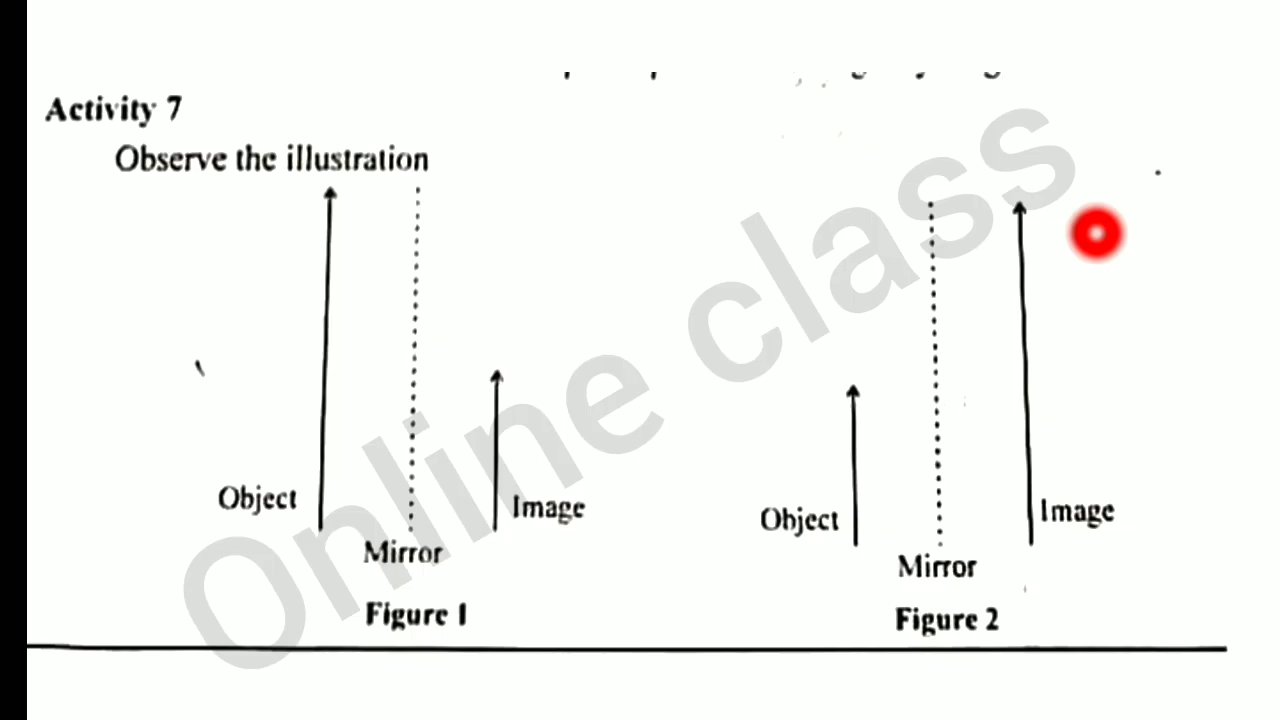 Activity 7
Observe the illustration
Object
Image
Mirror
Figure 1
Object
Image
Mirror
Figure 2
Online class